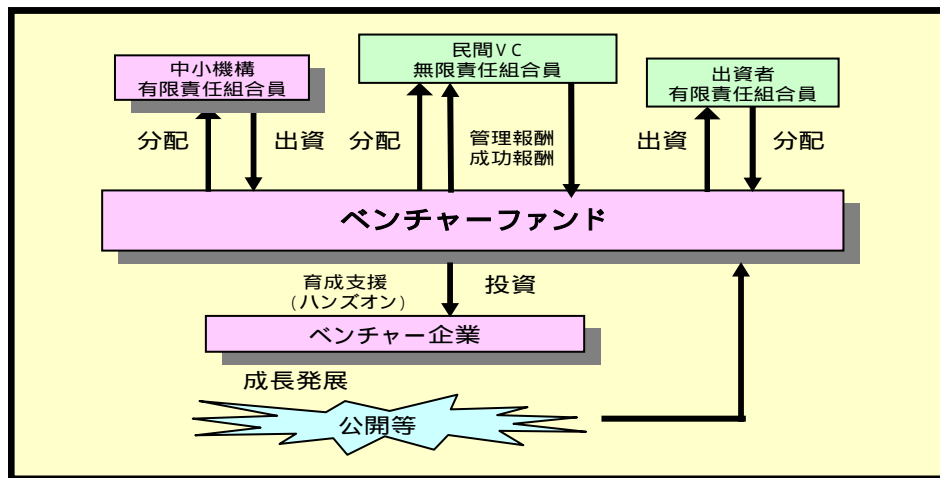 中小機構
有限責任組合員
民間VC
無限責任組合員
出資者
有限責任組合員
分配
出資
分配
管理報酬
成功報酬
出資
分配
ベンチャーファンド
育成支援
(ハンズオン)
投資
ベンチャー企業
成長発展
公開等